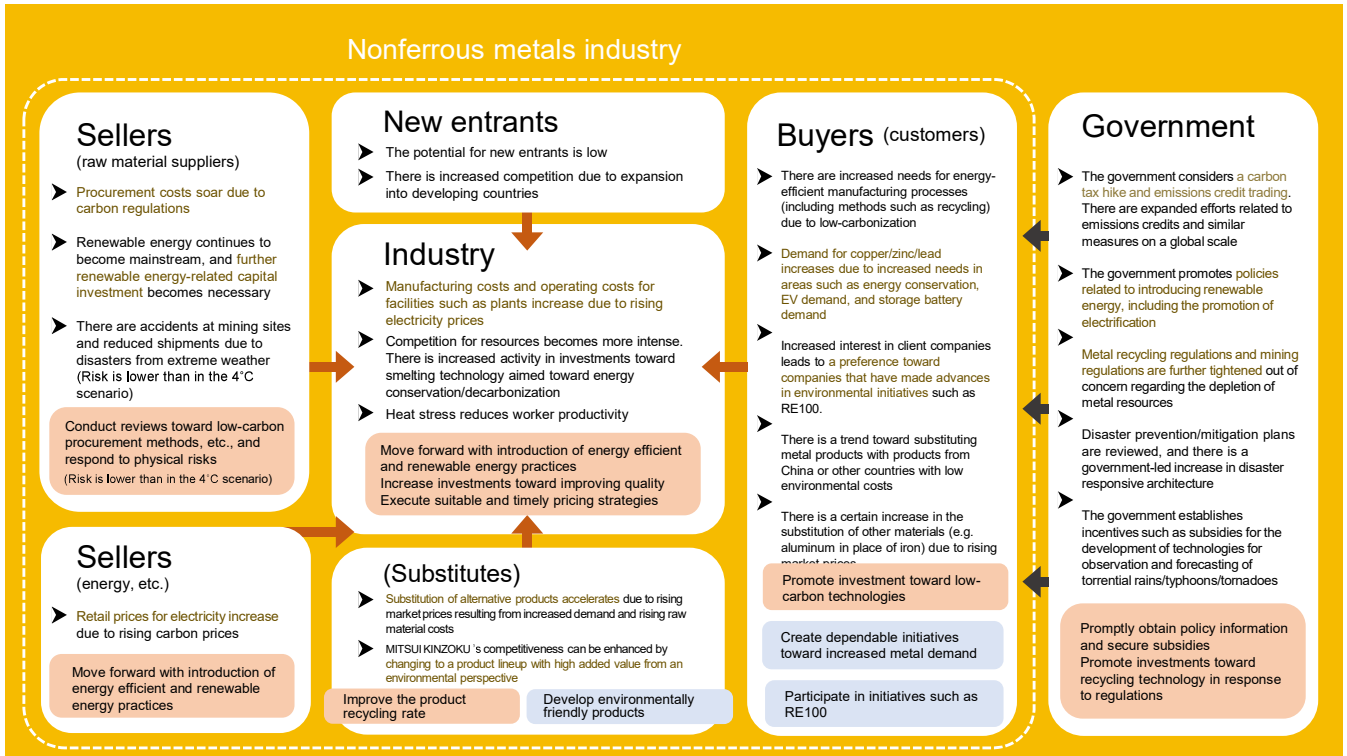 Nonferrous metals industry
Sellers
(raw material suppliers)
Procurement costs soar due to
carbon regulations
Renewable energy continues to
become mainstream, and further
renewable energy-related capital
investment becomes necessary
There are accidents at mining sites
and reduced shipments due to
disasters from extreme weather
(Risk is lower than in the 4˚C
scenario)
Conduct reviews toward low-carbon
procurement methods, etc., and
respond to physical risks
(Risk is lower than in the 4˚C scenario)
Sellers
(energy, etc.)
Retail prices for electricity increase
due to rising carbon prices
Move forward with introduction of
energy efficient and renewable
energy practices
New entrants
The potential for new entrants is low
There is increased competition due to expansion
into developing countries
Industry
Manufacturing costs and operating costs for
facilities such as plants increase due to rising
electricity prices
Competition for resources becomes more intense.
There is increased activity in investments toward
smelting technology aimed toward energy
conservation/decarbonization
Heat stress reduces worker productivity
Move forward with introduction of energy efficient
and renewable energy practices
Increase investments toward improving quality
Execute suitable and timely pricing strategies
(Substitutes)
Substitution of alternative products accelerates due to rising
market prices resulting from increased demand and rising raw
material costs
MITSUI KINZOKU's competitiveness can be enhanced by
changing to a product lineup with high added value from an
environmental perspective
Improve the product
recycling rate
Develop environmentally
friendly products
Buyers (customers)
There are increased needs for energy-
efficient manufacturing processes
(including methods such as recycling)
due to low-carbonization
Demand for copper/zinc/lead
increases due to increased needs in
areas such as energy conservation,
EV demand, and storage battery
demand
Increased interest in client companies
leads to a preference toward
companies that have made advances
in environmental initiatives such as
RE100.
There is a trend toward substituting
metal products with products from
China or other countries with low
environmental costs
There is a certain increase in the
substitution of other materials (e.g.
aluminum in place of iron) due to rising
market prices
Promote investment toward low-
carbon technologies
Create dependable initiatives
toward increased metal demand
Participate in initiatives such as
RE100
Government
The government considers a carbon
tax hike and emissions credit trading.
There are expanded efforts related to
emissions credits and similar
measures on a global scale
The government promotes policies
related to introducing renewable
energy, including the promotion of
electrification
Metal recycling regulations and mining
regulations are further tightened out of
concern regarding the depletion of
metal resources
Disaster prevention/mitigation plans
are reviewed, and there is a
government-led increase in disaster
responsive architecture
The government establishes
incentives such as subsidies for the
development of technologies for
observation and forecasting of
torrential rains/typhoons/tornadoes
Promptly obtain policy information
and secure subsidies
Promote investments toward
recycling technology in response
to regulations